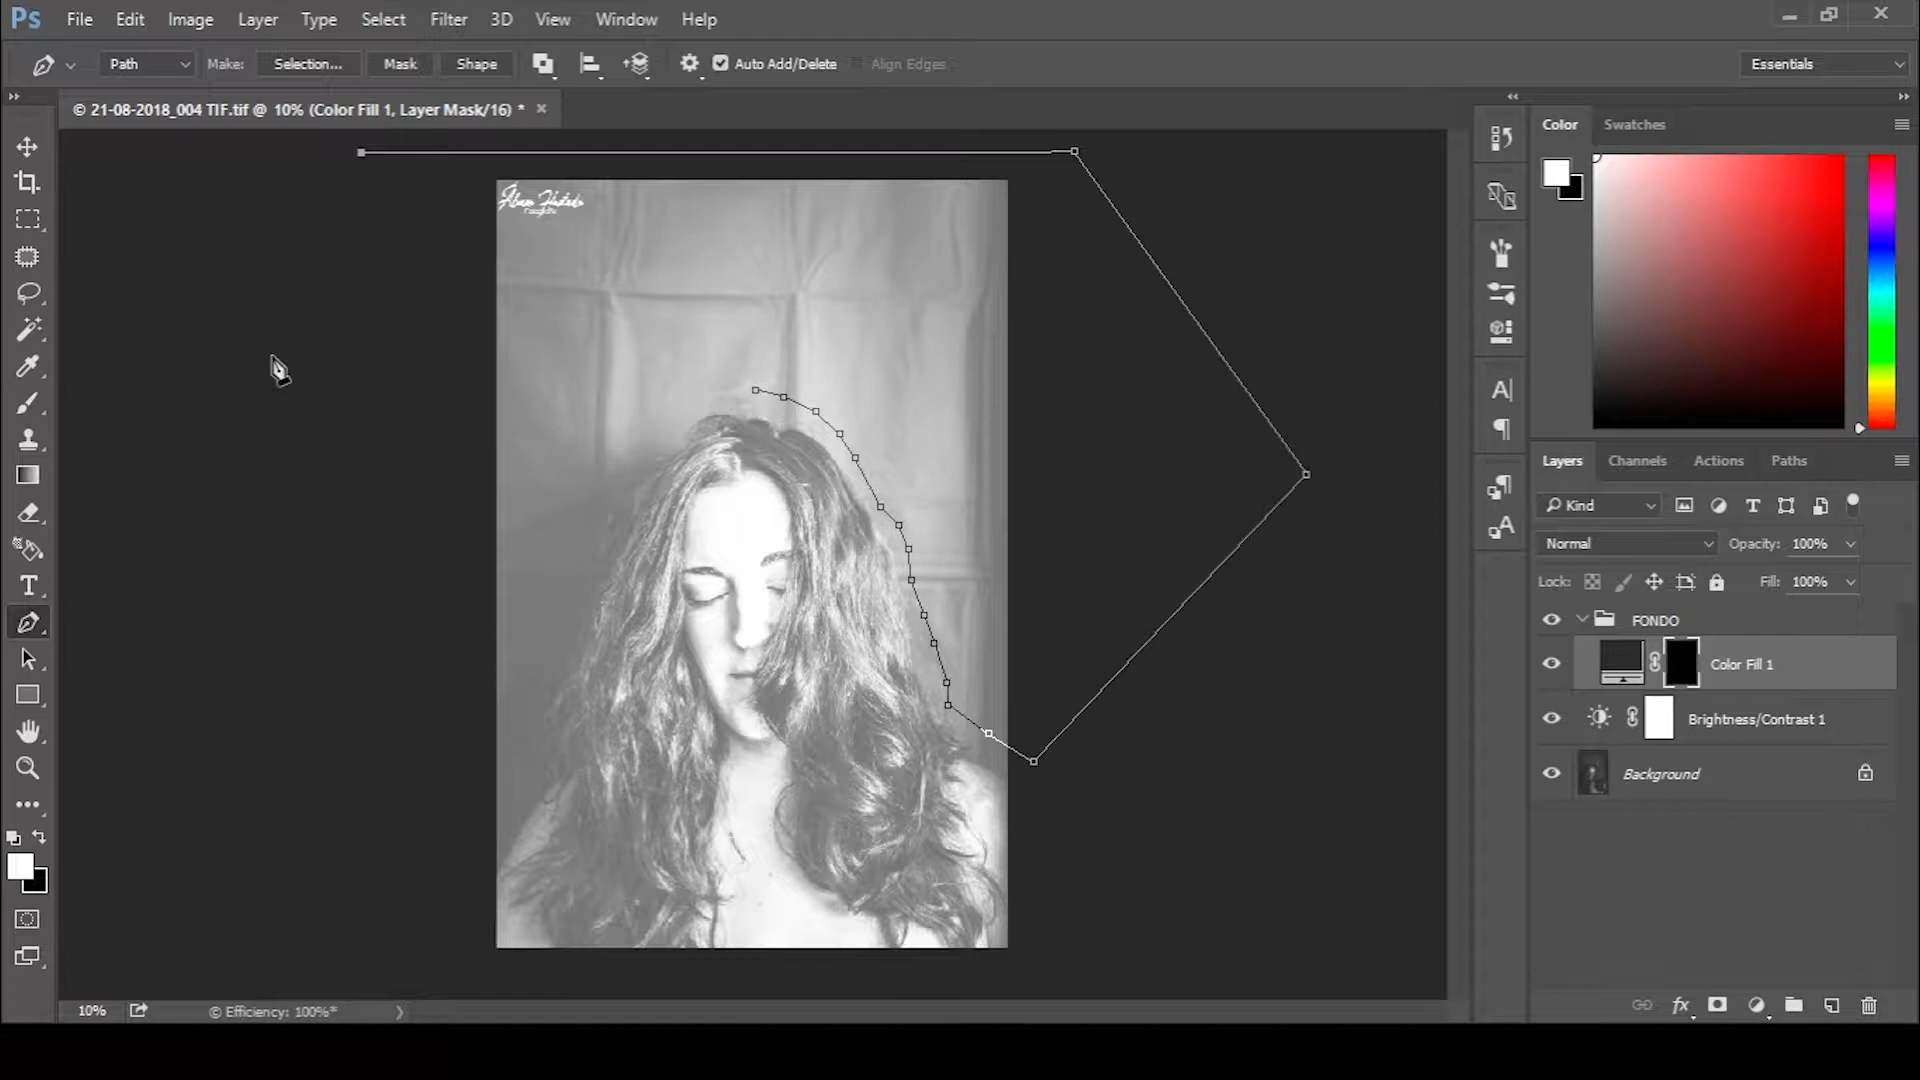 Ps File Edit Image Layer Type Select Filter 3D View Window Help
Path Make: Selection... Mask Shape Auto Add/Delete Align Edges Essentials
© 21-08-2018_004 TIF.tif @ 10% (Color Fill 1, Layer Mask/16) * ×
Color Swatches
Layers Channels Actions Paths
Kind
Normal Opacity: 100%
Lock: Fill: 100%
FONDO
Color Fill 1
Brightness/Contrast 1
Background
10% © Efficiency: 100%*